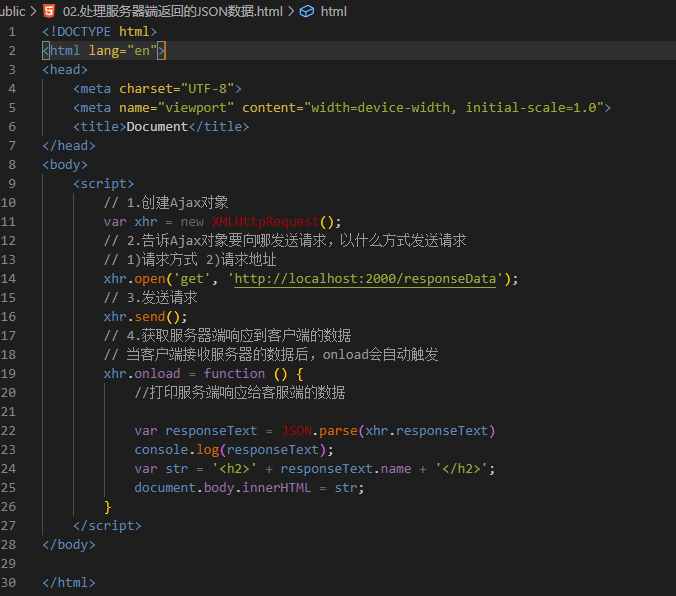 ublic > 02.处理服务器端返回的JSON数据.html > html
1 <!DOCTYPE html>
2 <html lang="en">
3 <head>
4     <meta charset="UTF-8">
5     <meta name="viewport" content="width=device-width, initial-scale=1.0">
6     <title>Document</title>
7 </head>
8 <body>
9     <script>
10         // 1.创建Ajax对象
11         var xhr = new XMLHttpRequest();
12         // 2.告诉Ajax对象要向哪发送请求，以什么方式发送请求
13         // 1)请求方式 2)请求地址
14         xhr.open('get', 'http://localhost:2000/responseData');
15         // 3.发送请求
16         xhr.send();
17         // 4.获取服务器端响应到客户端的数据
18         // 当客户端接收服务器的数据后，onload会自动触发
19         xhr.onload = function () {
20             //打印服务端响应给客服端的数据
21
22             var responseText = JSON.parse(xhr.responseText)
23             console.log(responseText);
24             var str = '<h2>' + responseText.name + '</h2>';
25             document.body.innerHTML = str;
26         }
27     </script>
28 </body>
29
30 </html>